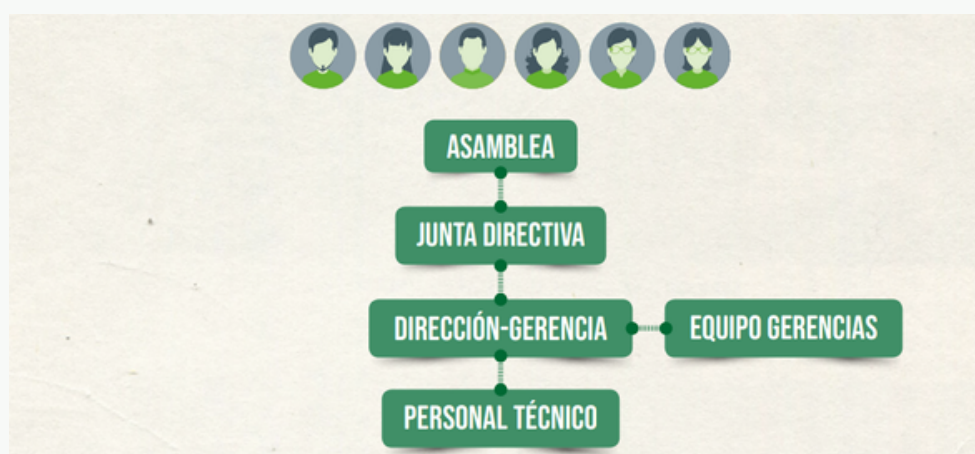 ASAMBLEA
JUNTA DIRECTIVA
DIRECCIÓN-GERENCIA
EQUIPO GERENCIAS
PERSONAL TÉCNICO